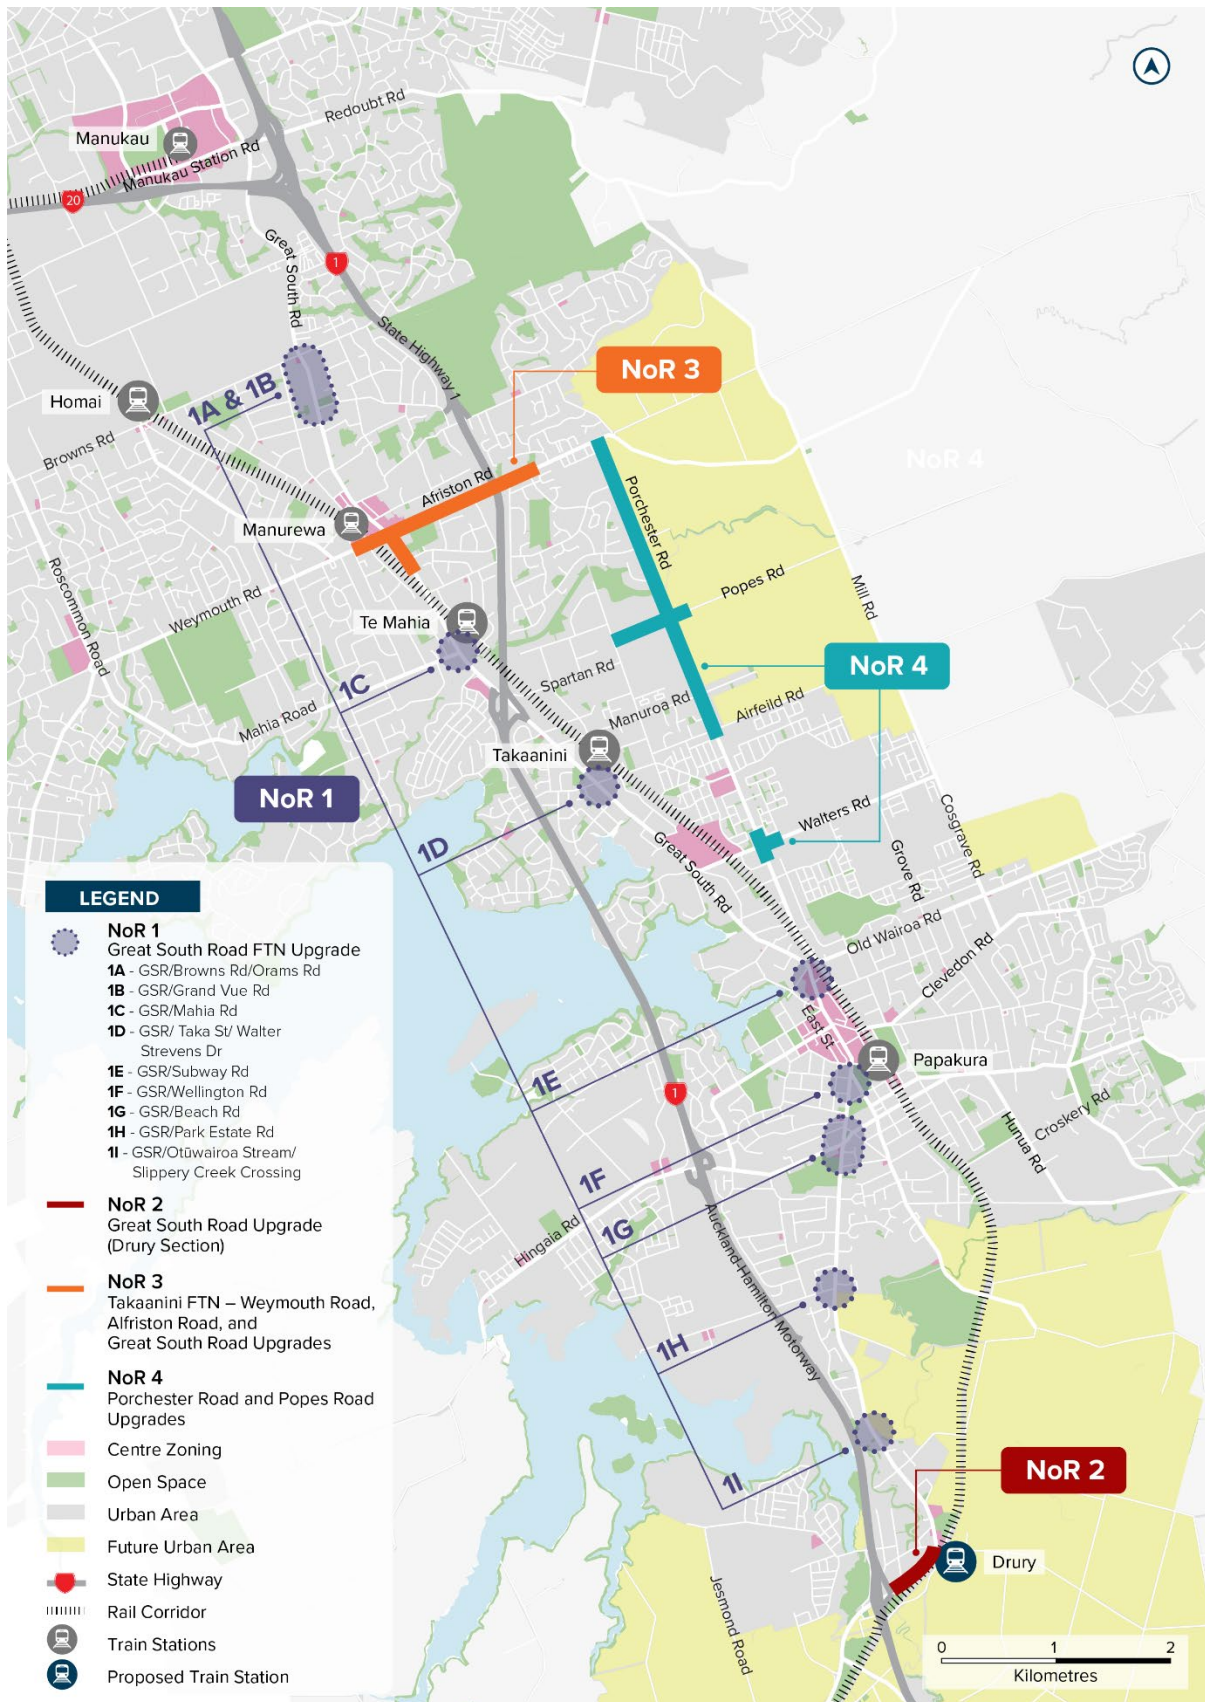 Redoubt Rd
Manukau
Manukau Station Rd
20
Great South Rd
1
State Highway 1
NoR 3
Homai
1A & 1B
Browns Rd
Afriston Rd
NoR 4
Manurewa
Porchester Rd
Roscommon Road
Weymouth Rd
Popes Rd
Mill Rd
Te Mahia
NoR 4
Spartan Rd
1C
Manuroa Rd
Airfeild Rd
Mahia Road
Takaanini
NoR 1
Walters Rd
Cosgrave Rd
1D
Great South Rd
Grove Rd
Old Wairoa Rd
Clevedon Rd
East St
Papakura
1E
1
Croskery Rd
Hunua Rd
1F
1G
Hingaia Rd
Auckland-Hamilton Motorway
1H
1I
NoR 2
Drury
Jesmond Road
LEGEND
NoR 1
Great South Road FTN Upgrade
1A - GSR/Browns Rd/Orams Rd
1B - GSR/Grand Vue Rd
1C - GSR/Mahia Rd
1D - GSR/ Taka St/ Walter
Strevens Dr
1E - GSR/Subway Rd
1F - GSR/Wellington Rd
1G - GSR/Beach Rd
1H - GSR/Park Estate Rd
1I - GSR/Otūwairoa Stream/
Slippery Creek Crossing
NoR 2
Great South Road Upgrade
(Drury Section)
NoR 3
Takaanini FTN – Weymouth Road,
Alfriston Road, and
Great South Road Upgrades
NoR 4
Porchester Road and Popes Road
Upgrades
Centre Zoning
Open Space
Urban Area
Future Urban Area
State Highway
Rail Corridor
Train Stations
Proposed Train Station
0 1 2
Kilometres